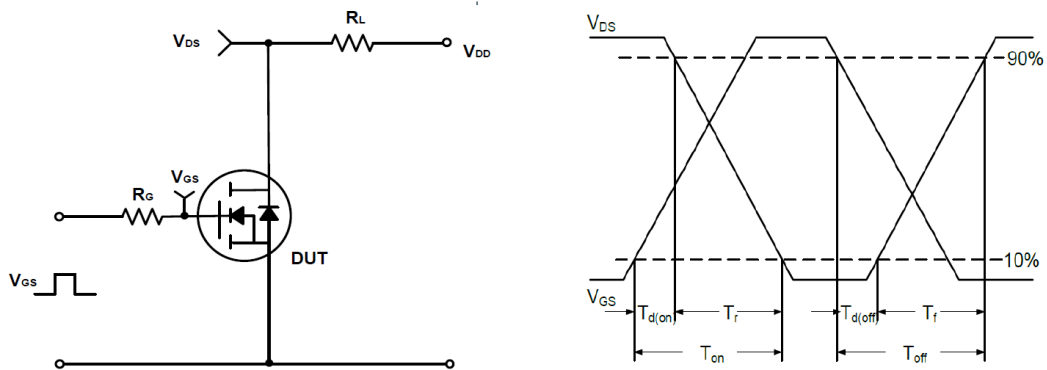 RL
VDS
VDD
VGS
RG
DUT
VGS
VDS
90%
10%
VGS
Td(on)
Tr
Td(off)
Tf
Ton
Toff